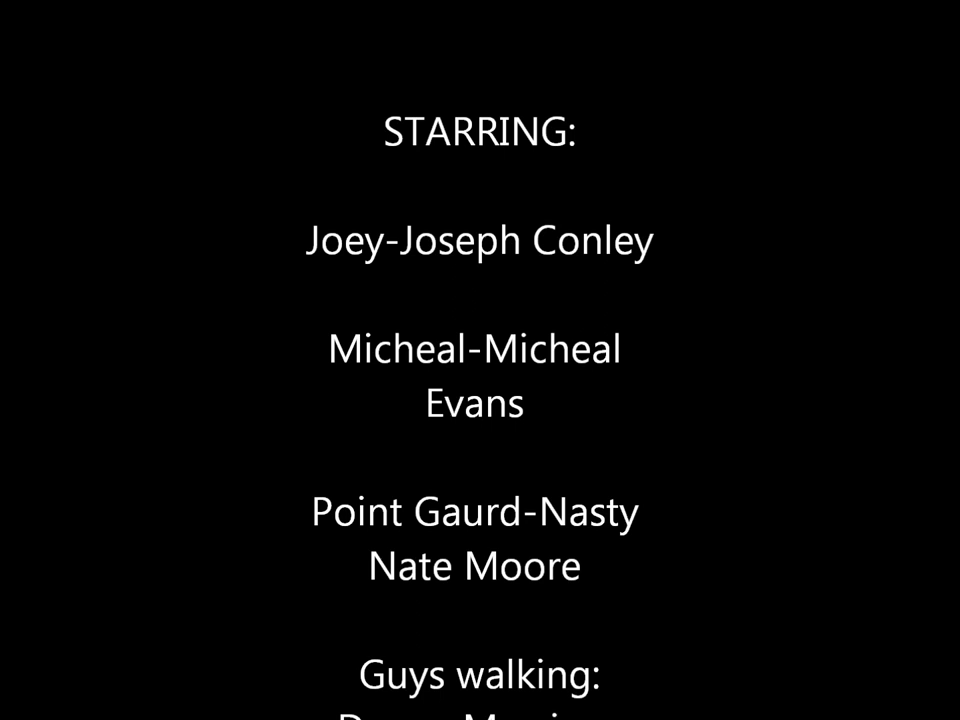 STARRING:
Joey-Joseph Conley
Micheal-Micheal
Evans
Point Gaurd-Nasty
Nate Moore
Guys walking: